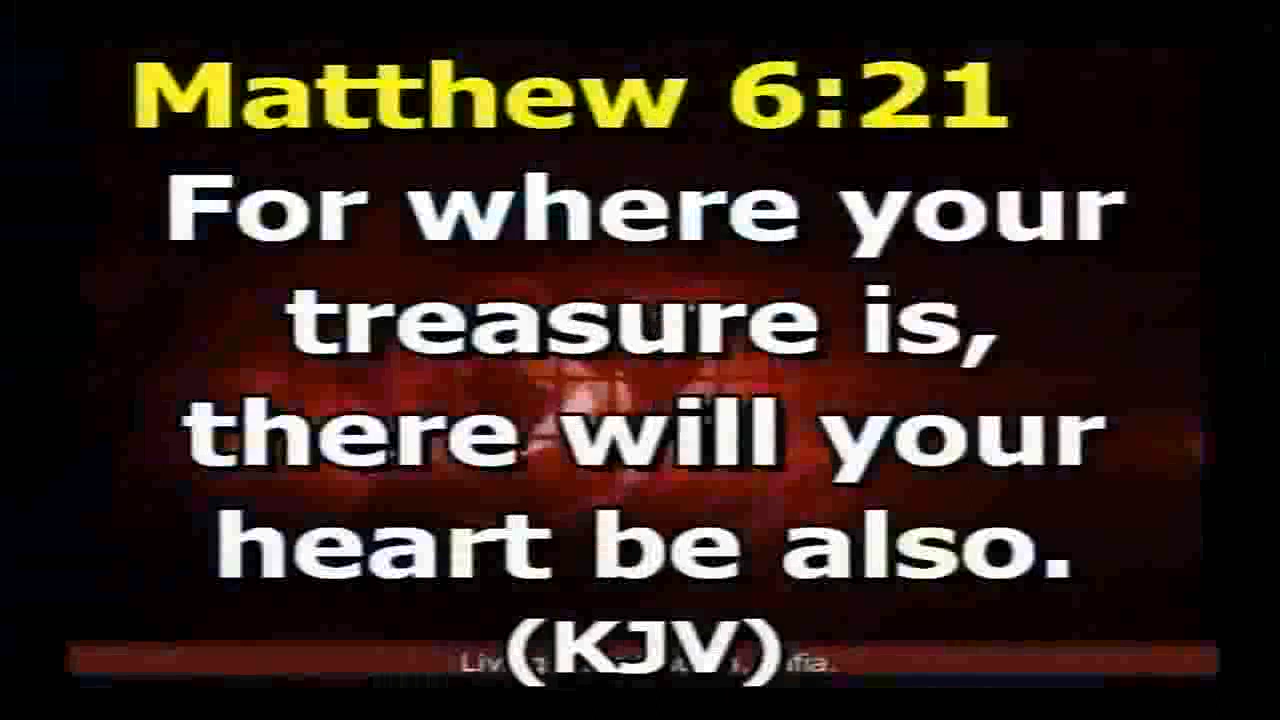 Matthew 6:21
For where your
treasure is,
there will your
heart be also.
(KJV)